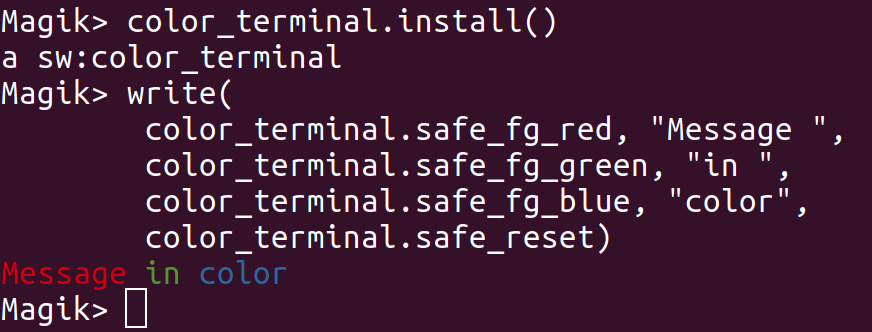 Magik> color_terminal.install()
a sw:color_terminal
Magik> write(
        color_terminal.safe_fg_red, "Message ",
        color_terminal.safe_fg_green, "in ",
        color_terminal.safe_fg_blue, "color",
        color_terminal.safe_reset)
Message in color
Magik>